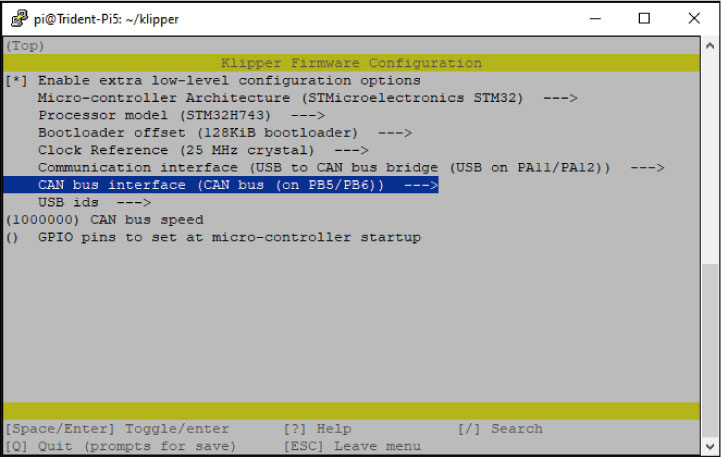 pi@Trident-Pi5: ~/klipper
(Top)
Klipper Firmware Configuration
[*] Enable extra low-level configuration options
Micro-controller Architecture (STMicroelectronics STM32)  --->
Processor model (STM32H743)  --->
Bootloader offset (128KiB bootloader)  --->
Clock Reference (25 MHz crystal)  --->
Communication interface (USB to CAN bus bridge (USB on PA11/PA12))  --->
CAN bus interface (CAN bus (on PB5/PB6))  --->
USB ids  --->
(1000000) CAN bus speed
()  GPIO pins to set at micro-controller startup
[Space/Enter] Toggle/enter  [?] Help  [/] Search
[Q] Quit (prompts for save)  [ESC] Leave menu